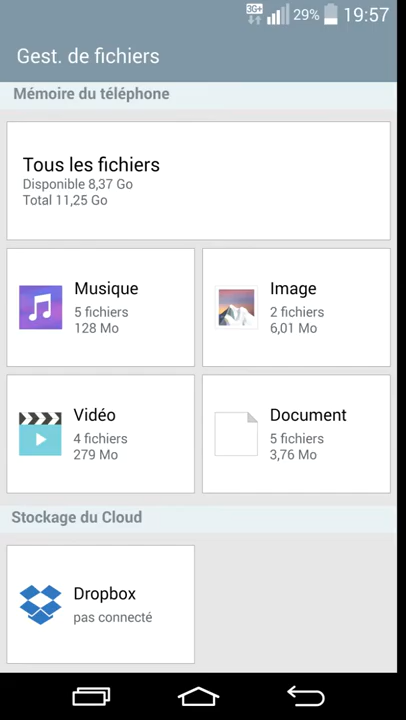 3G+ 29% 19:57
Gest. de fichiers
Mémoire du téléphone
Tous les fichiers
Disponible 8,37 Go
Total 11,25 Go
Musique
5 fichiers
128 Mo
Image
2 fichiers
6,01 Mo
Vidéo
4 fichiers
279 Mo
Document
5 fichiers
3,76 Mo
Stockage du Cloud
Dropbox
pas connecté